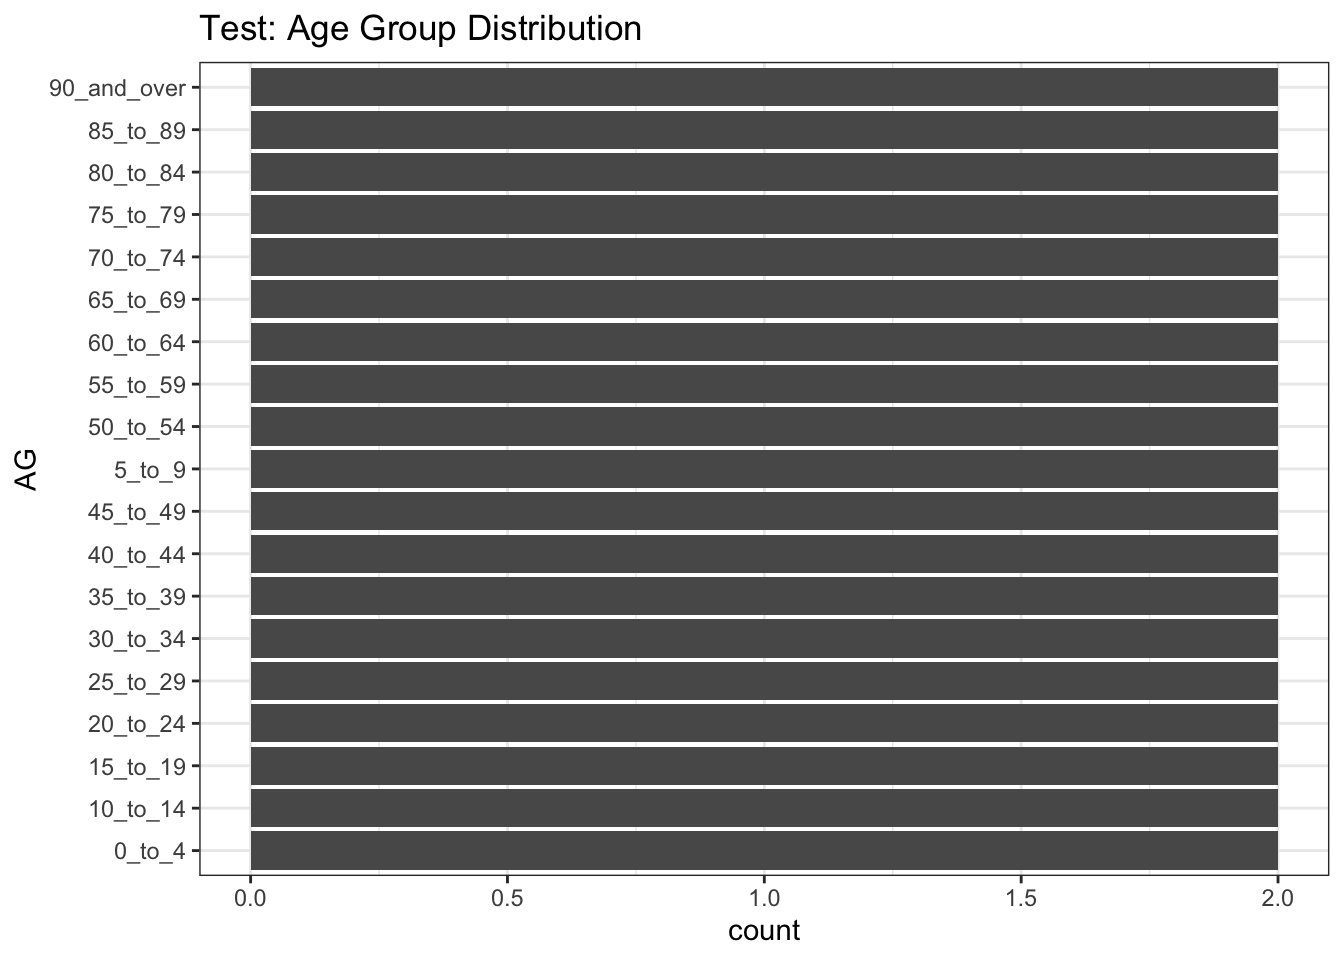 Test: Age Group Distribution
90_and_over
85_to_89
80_to_84
75_to_79
70_to_74
65_to_69
60_to_64
55_to_59
50_to_54
5_to_9
45_to_49
40_to_44
35_to_39
30_to_34
25_to_29
20_to_24
15_to_19
10_to_14
0_to_4
AG
0.0 0.5 1.0 1.5 2.0
count